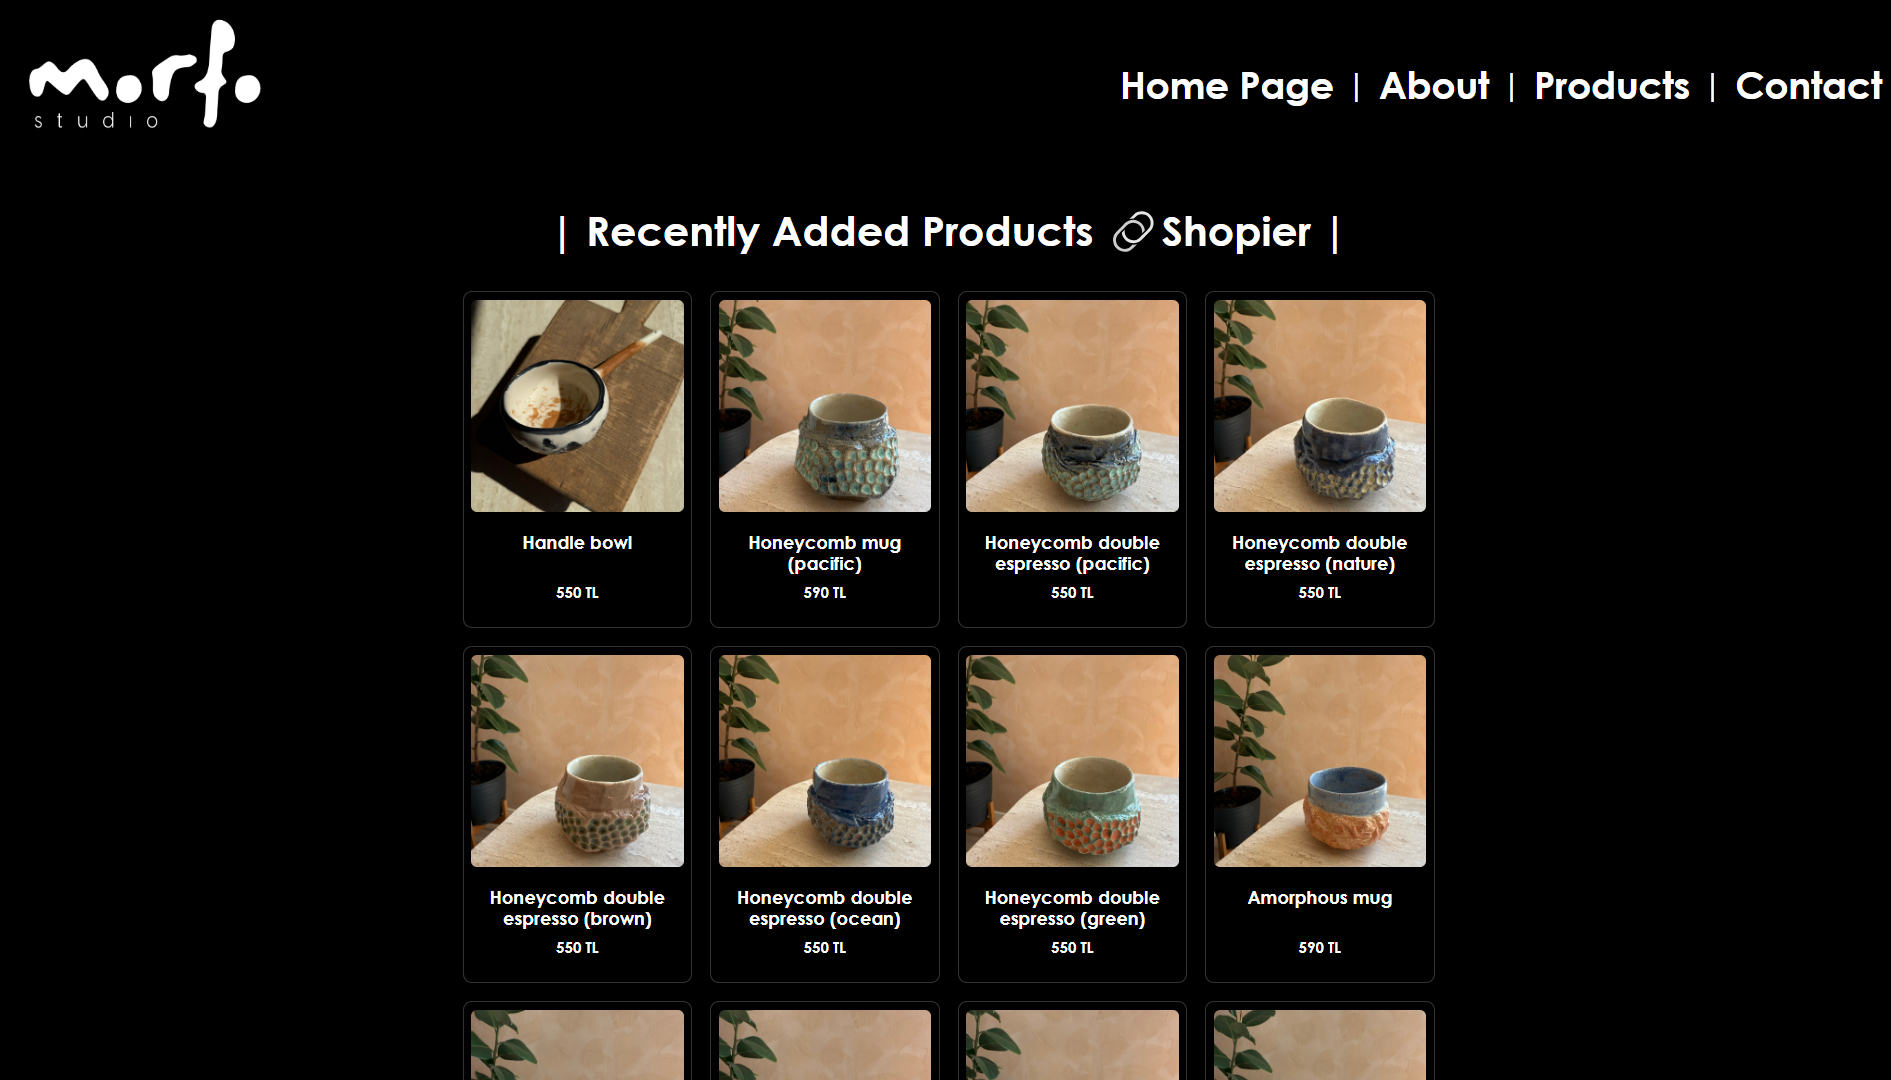 morfo
studio
Home Page | About | Products | Contact
| Recently Added Products Shopier |
Handle bowl
550 TL
Honeycomb mug
(pacific)
590 TL
Honeycomb double
espresso (pacific)
550 TL
Honeycomb double
espresso (nature)
550 TL
Honeycomb double
espresso (brown)
550 TL
Honeycomb double
espresso (ocean)
550 TL
Honeycomb double
espresso (green)
550 TL
Amorphous mug
590 TL